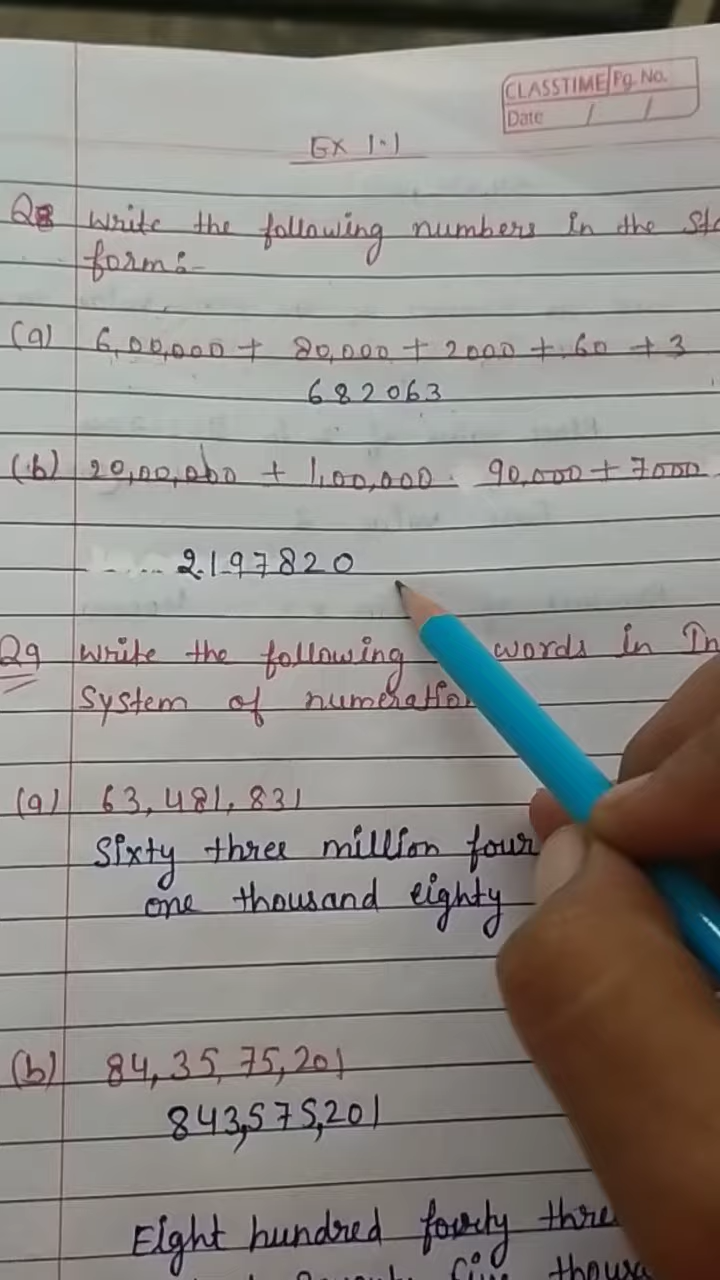 CLASSTIME Pg. No.
Date / /
Ex 1.1
Q8 Write the following numbers in the
form:-
(a) 6,00,000 + 80,000 + 2000 + 60 + 3
682063
(b) 20,00,000 + 1,00,000 90,000 + 7000
2197820
Q9 Write the following words in
System of numeration
(a) 63,481,831
Sixty three million four
one thousand eighty
(b) 84,35,75,201
843,575,201
Eight hundred fourty
five